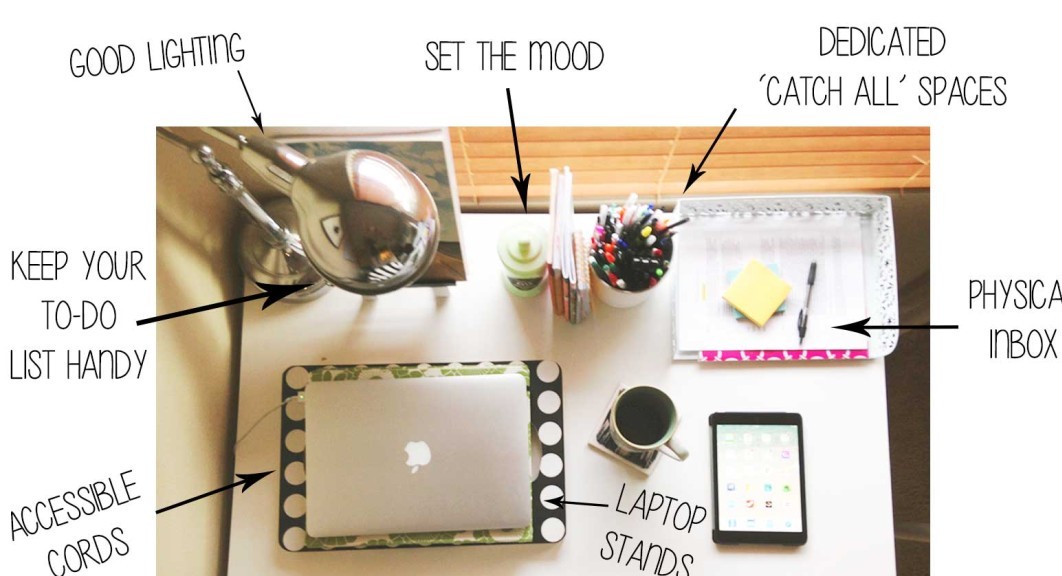 GOOD LIGHTING
SET THE MOOD
DEDICATED
'CATCH ALL' SPACES
KEEP YOUR
TO-DO
LIST HANDY
PHYSICA
INBOX
ACCESSIBLE
CORDS
LAPTOP
STANDS